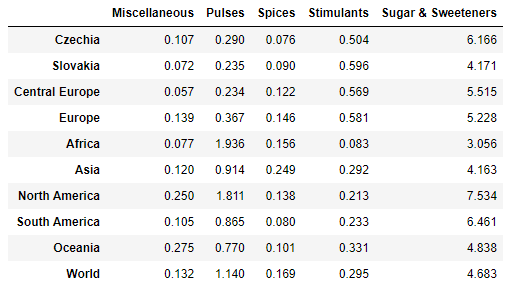 Miscellaneous Pulses Spices Stimulants Sugar & Sweeteners
Czechia 0.107 0.290 0.076 0.504 6.166
Slovakia 0.072 0.235 0.090 0.596 4.171
Central Europe 0.057 0.234 0.122 0.569 5.515
Europe 0.139 0.367 0.146 0.581 5.228
Africa 0.077 1.936 0.156 0.083 3.056
Asia 0.120 0.914 0.249 0.292 4.163
North America 0.250 1.811 0.138 0.213 7.534
South America 0.105 0.865 0.080 0.233 6.461
Oceania 0.275 0.770 0.101 0.331 4.838
World 0.132 1.140 0.169 0.295 4.683